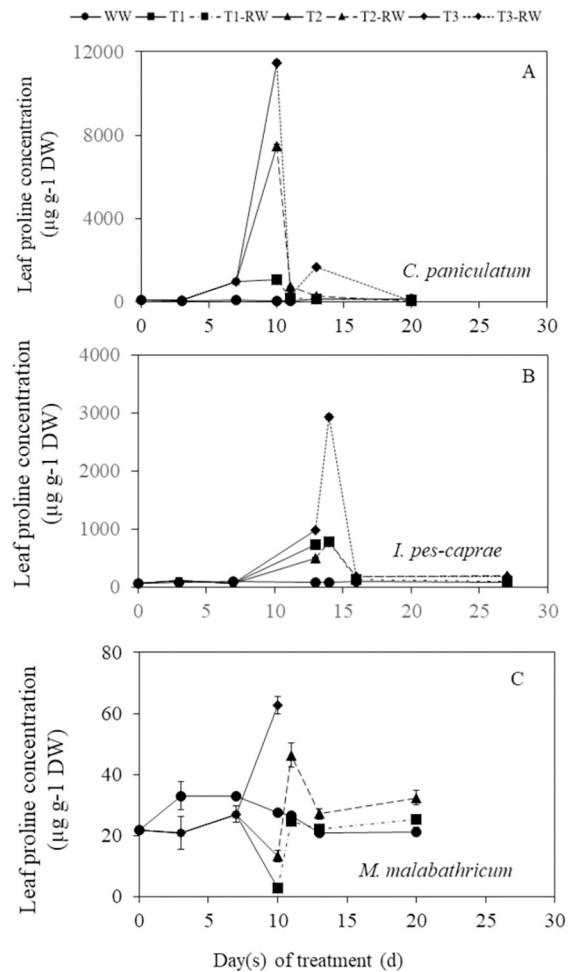 WW T1 T1-RW T2 T2-RW T3 T3-RW
A
Leaf proline concentration
(µg g-1 DW)
12000
8000
4000
0
C. paniculatum
0 5 10 15 20 25 30
B
Leaf proline concentration
(µg g-1 DW)
4000
3000
2000
1000
0
I. pes-caprae
0 5 10 15 20 25 30
C
Leaf proline concentration
(µg g-1 DW)
80
60
40
20
0
M. malabathricum
0 5 10 15 20 25 30
Day(s) of treatment (d)